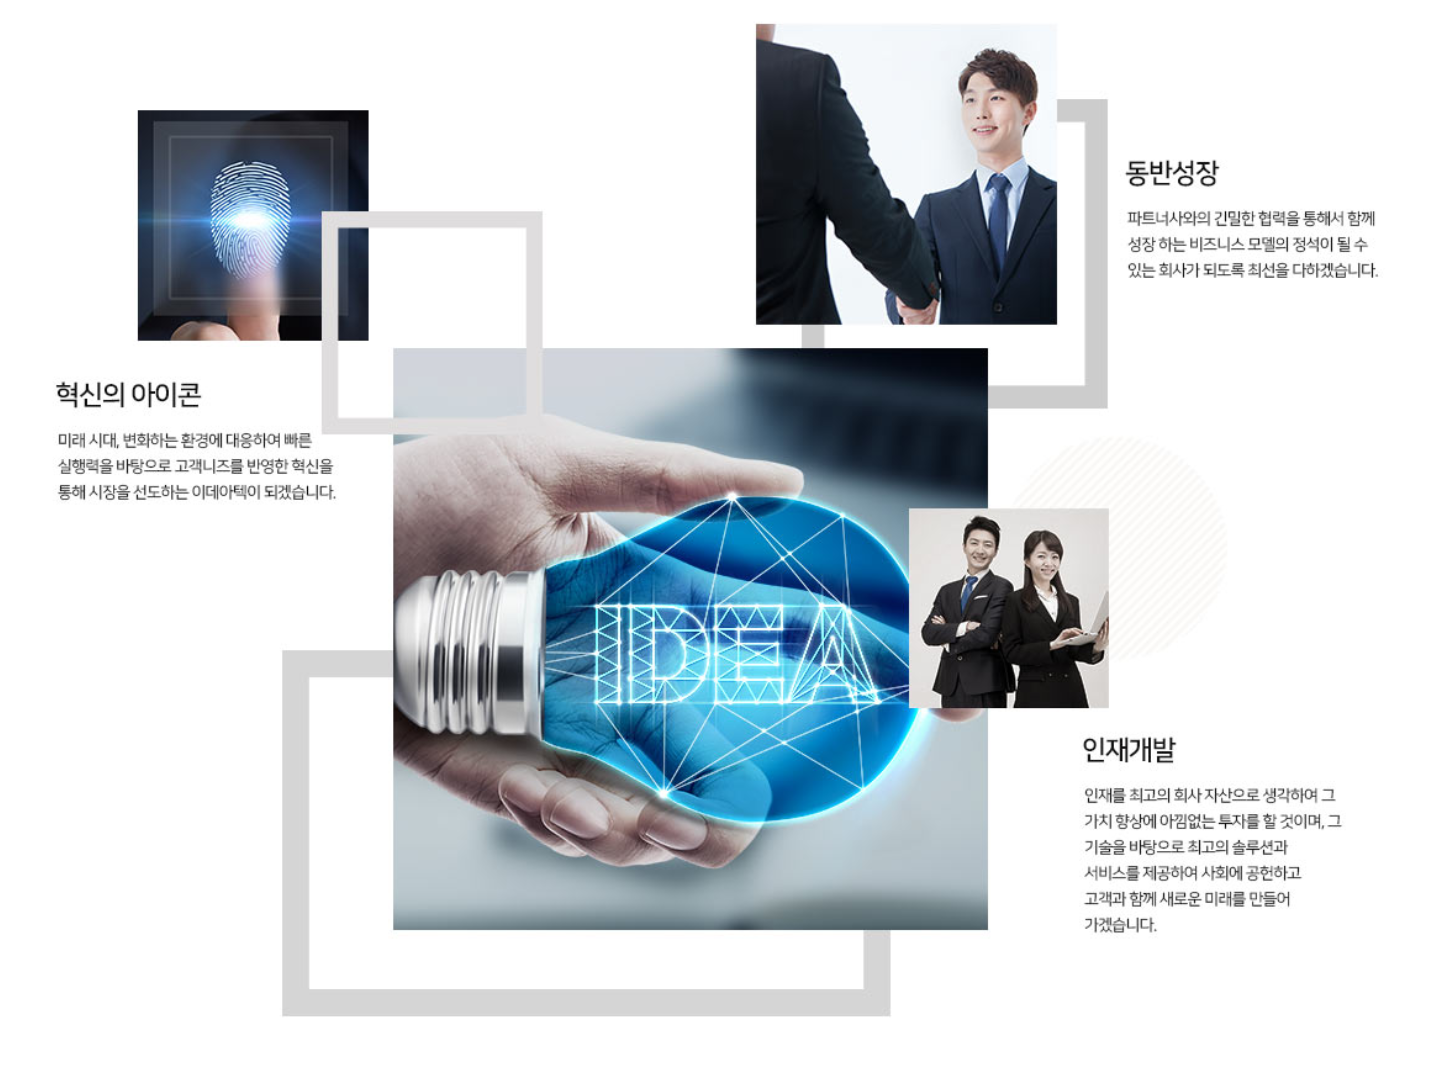 동반성장
파트너사와의 긴밀한 협력을 통해서 함께
성장 하는 비즈니스 모델의 정석이 될 수
있는 회사가 되도록 최선을 다하겠습니다.
혁신의 아이콘
미래 시대, 변화하는 환경에 대응하여 빠른
실행력을 바탕으로 고객니즈를 반영한 혁신을
통해 시장을 선도하는 이데아텍이 되겠습니다.
IDEA
인재개발
인재를 최고의 회사 자산으로 생각하여 그
가치 향상에 아낌없는 투자를 할 것이며, 그
기술을 바탕으로 최고의 솔루션과
서비스를 제공하여 사회에 공헌하고
고객과 함께 새로운 미래를 만들어
가겠습니다.